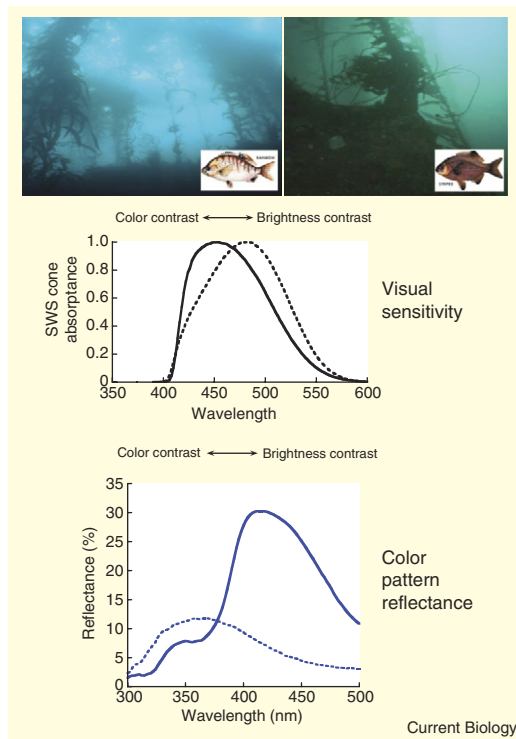 RAINBOW
STRIPED
Color contrast ↔ Brightness contrast
1.0
0.8
0.6
0.4
0.2
0
SWS cone
absorptance
350 400 450 500 550 600
Wavelength
Visual
sensitivity
Color contrast ↔ Brightness contrast
35
30
25
20
15
10
5
0
Reflectance (%)
300 350 400 450 500
Wavelength (nm)
Color
pattern
reflectance
Current Biology